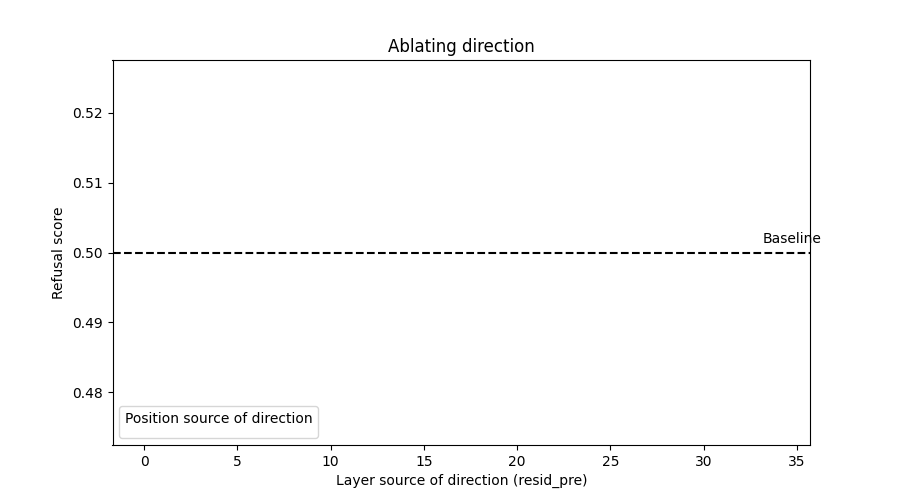 Ablating direction
Refusal score
0.52
0.51
0.50
0.49
0.48
Baseline
Position source of direction
0 5 10 15 20 25 30 35
Layer source of direction (resid_pre)